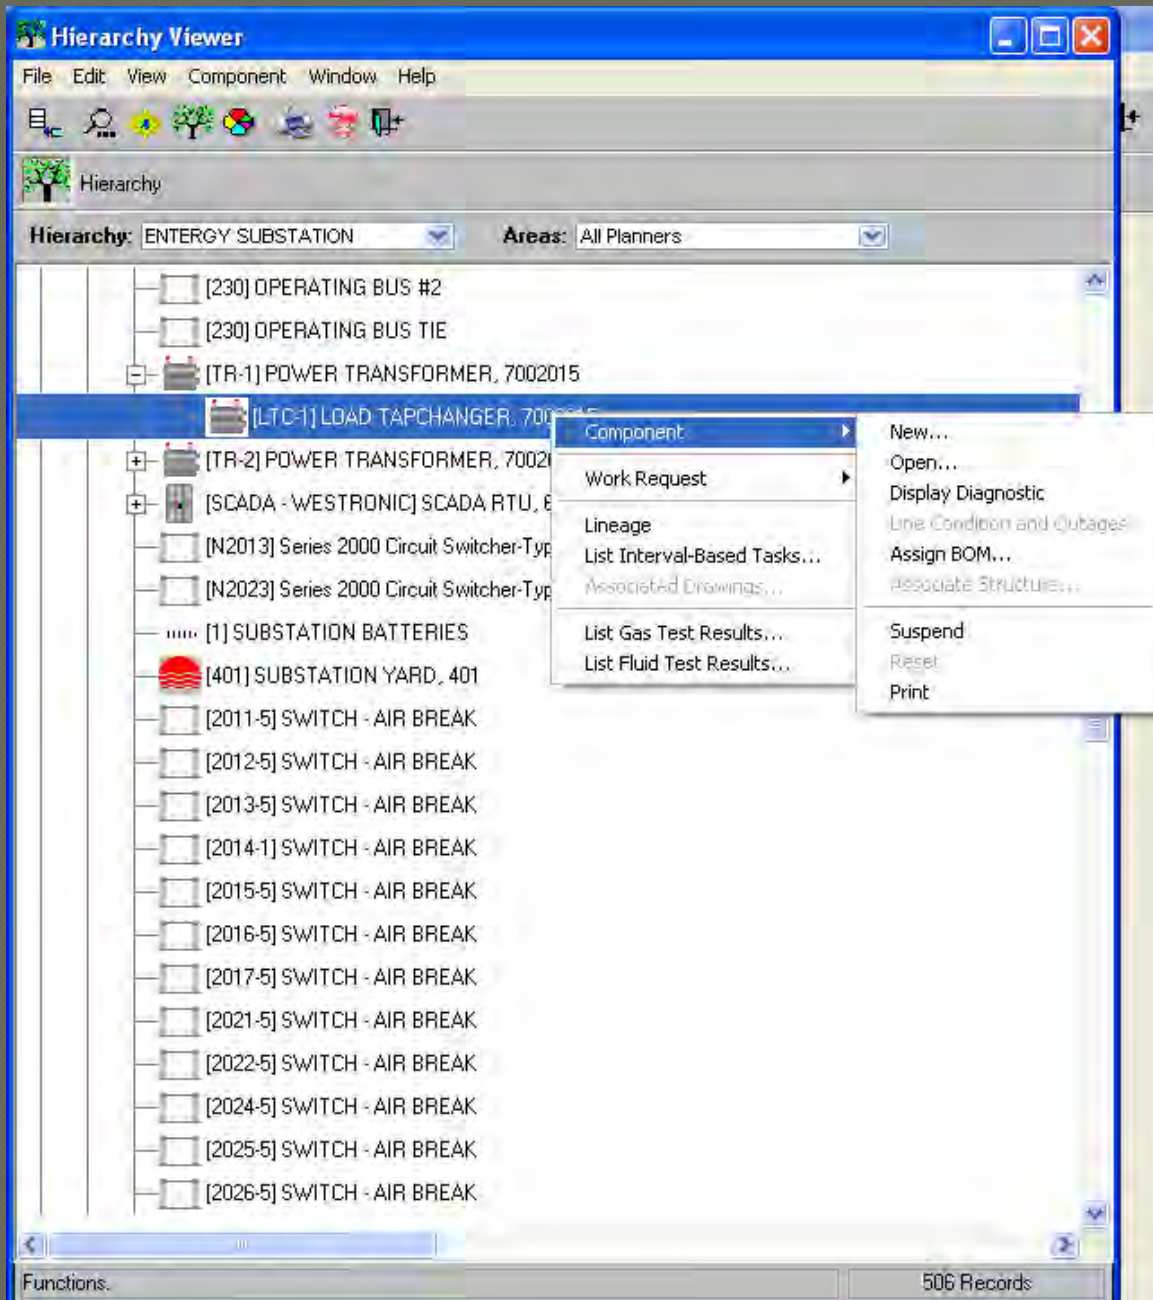 Hierarchy Viewer
File Edit View Component Window Help
Hierarchy
Hierarchy: ENTERGY SUBSTATION Areas: All Planners
[230] OPERATING BUS #2
[230] OPERATING BUS TIE
[TR-1] POWER TRANSFORMER, 7002015
[LTC-1] LOAD TAPCHANGER,
[TR-2] POWER TRANSFORMER,
[SCADA - WESTRONIC] SCADA RTU,
[N2013] Series 2000 Circuit Switcher-Typ
[N2023] Series 2000 Circuit Switcher-Typ
[1] SUBSTATION BATTERIES
[401] SUBSTATION YARD, 401
[2011-5] SWITCH - AIR BREAK
[2012-5] SWITCH - AIR BREAK
[2013-5] SWITCH - AIR BREAK
[2014-1] SWITCH - AIR BREAK
[2015-5] SWITCH - AIR BREAK
[2016-5] SWITCH - AIR BREAK
[2017-5] SWITCH - AIR BREAK
[2021-5] SWITCH - AIR BREAK
[2022-5] SWITCH - AIR BREAK
[2024-5] SWITCH - AIR BREAK
[2025-5] SWITCH - AIR BREAK
[2026-5] SWITCH - AIR BREAK
Component
Work Request
Lineage
List Interval-Based Tasks...
Associated Drawings...
List Gas Test Results...
List Fluid Test Results...
New...
Open...
Display Diagnostic
Line Condition and Outages
Assign BOM...
Associate Structure...
Suspend
Reset
Print
Functions.
506 Records